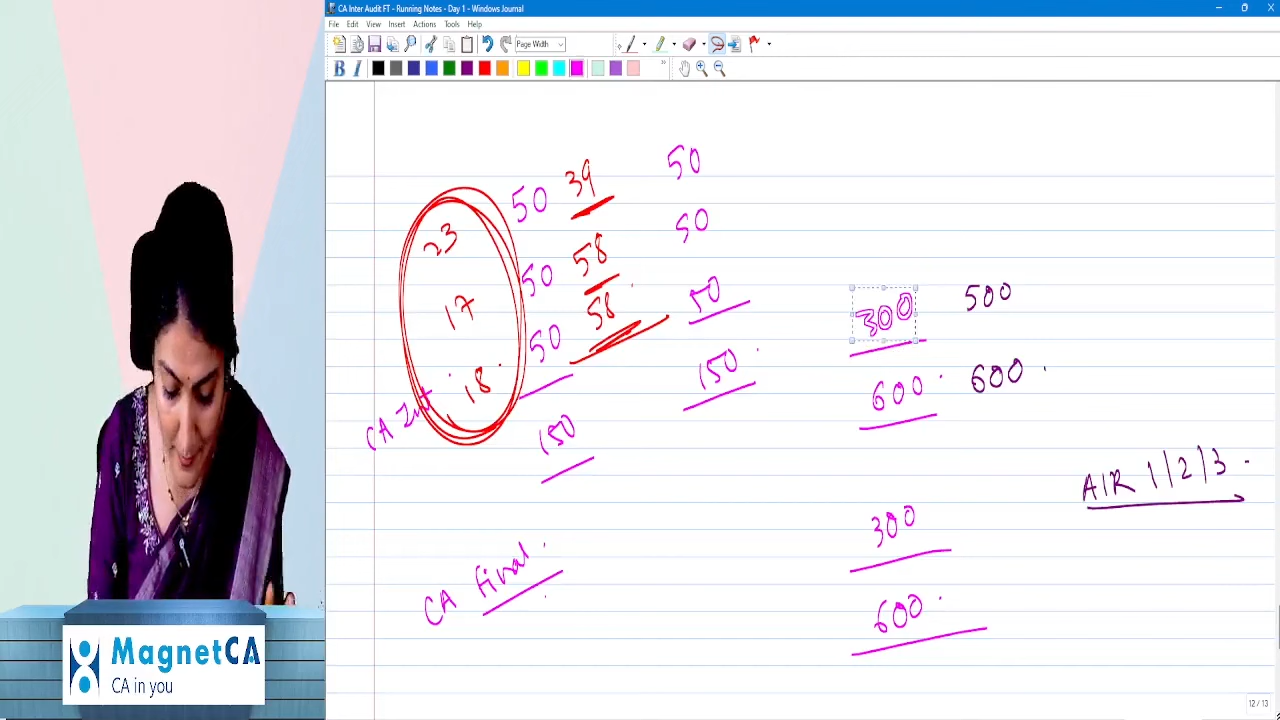 CA Inter Audit FT - Running Notes - Day 1 - Windows Journal
File Edit View Insert Actions Tools Help
Page Width
B I
50 39 50
23
50 58 50
17
50 58 50
18
150 150
CA Int
300 500
600 600
AIR 1/2/3
CA Final
300
600
MagnetCA
CA in you
12 / 13